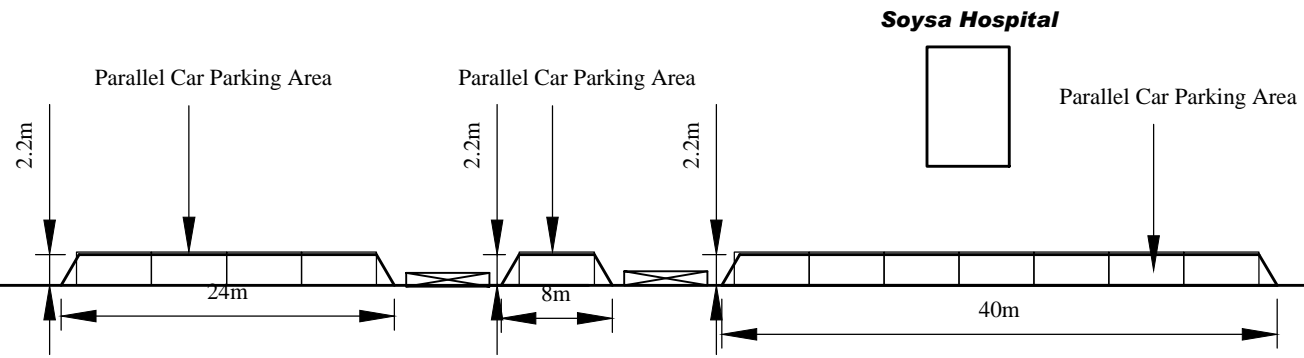 Soysa Hospital
Parallel Car Parking Area
Parallel Car Parking Area
Parallel Car Parking Area
2.2m
2.2m
2.2m
24m
8m
40m